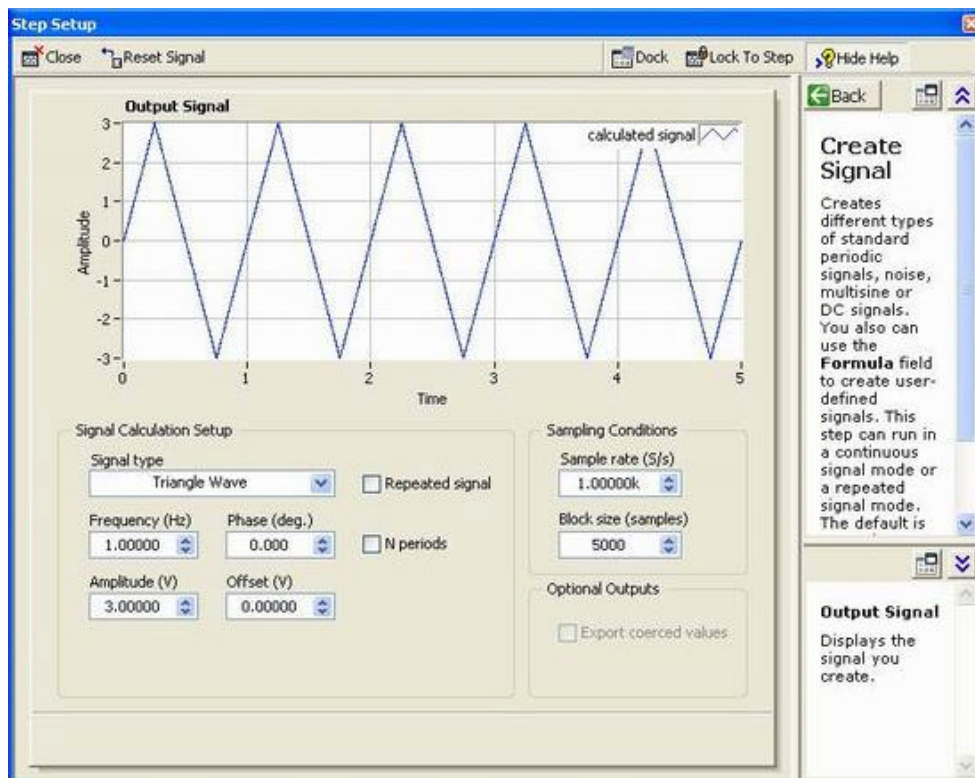 Step Setup
Close
Reset Signal
Dock
Lock To Step
Hide Help
Output Signal
calculated signal
Amplitude
3
2
1
0
-1
-2
-3
0
1
2
3
4
5
Time
Signal Calculation Setup
Signal type
Triangle Wave
Repeated signal
Frequency (Hz)
Phase (deg.)
1.00000
0.000
N periods
Amplitude (V)
Offset (V)
3.00000
0.00000
Sampling Conditions
Sample rate (S/s)
1.00000k
Block size (samples)
5000
Optional Outputs
Export coerced values
Back
Create
Signal
Creates
different types
of standard
periodic
signals, noise,
multisine or
DC signals.
You also can
use the
Formula field
to create user-
defined
signals. This
step can run in
a continuous
signal mode or
a repeated
signal mode.
The default is
Output Signal
Displays the
signal you
create.